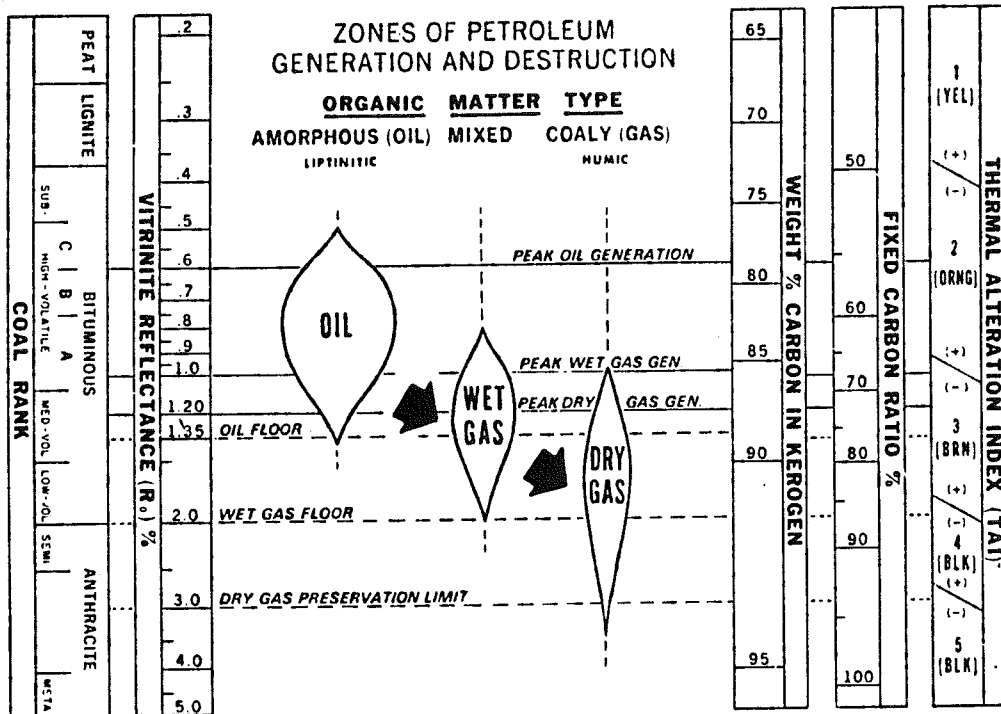 ZONES OF PETROLEUM
GENERATION AND DESTRUCTION
ORGANIC MATTER TYPE
AMORPHOUS (OIL) MIXED COALY (GAS)
LIPTINITIC HUMIC
COAL RANK
PEAT
LIGNITE
SUB-
BITUMINOUS
HIGH-VOLATILE
C
B
A
MED-VOL
LOW-VOL
SEMI
ANTHRACITE
META
VITRINITE REFLECTANCE (Ro) %
.2
.3
.4
.5
.6
.7
.8
.9
1.0
1.20
1.35
2.0
3.0
4.0
5.0
PEAK OIL GENERATION
OIL
PEAK WET GAS GEN.
WET
GAS
PEAK DRY GAS GEN.
OIL FLOOR
DRY
GAS
WET GAS FLOOR
DRY GAS PRESERVATION LIMIT
65
70
75
80
85
90
95
WEIGHT % CARBON IN KEROGEN
50
60
70
80
90
100
FIXED CARBON RATIO %
1
(YEL)
(+)
(-)
2
(ORNG)
(+)
(-)
3
(BRN)
(+)
(-)
4
(BLK)
(+)
(-)
5
(BLK)
THERMAL ALTERATION INDEX (TAI)